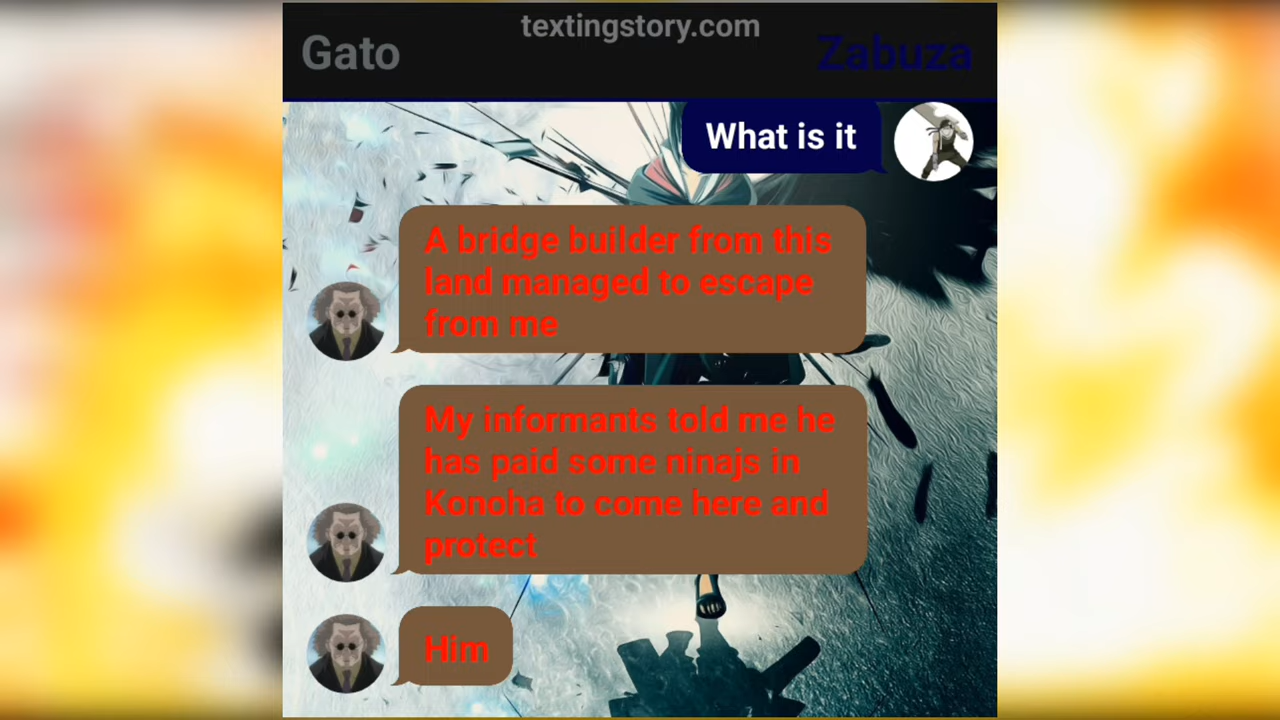 textingstory.com
Gato
Zabuza
What is it
A bridge builder from this
land managed to escape
from me
My informants told me he
has paid some ninajs in
Konoha to come here and
protect
Him